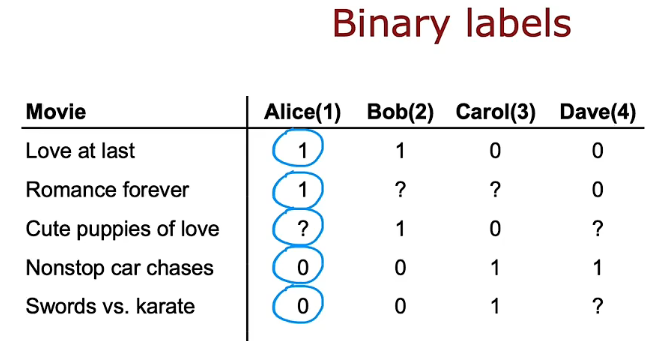 Binary labels
Movie Alice(1) Bob(2) Carol(3) Dave(4)
Love at last 1 1 0 0
Romance forever 1 ? ? 0
Cute puppies of love ? 1 0 ?
Nonstop car chases 0 0 1 1
Swords vs. karate 0 0 1 ?